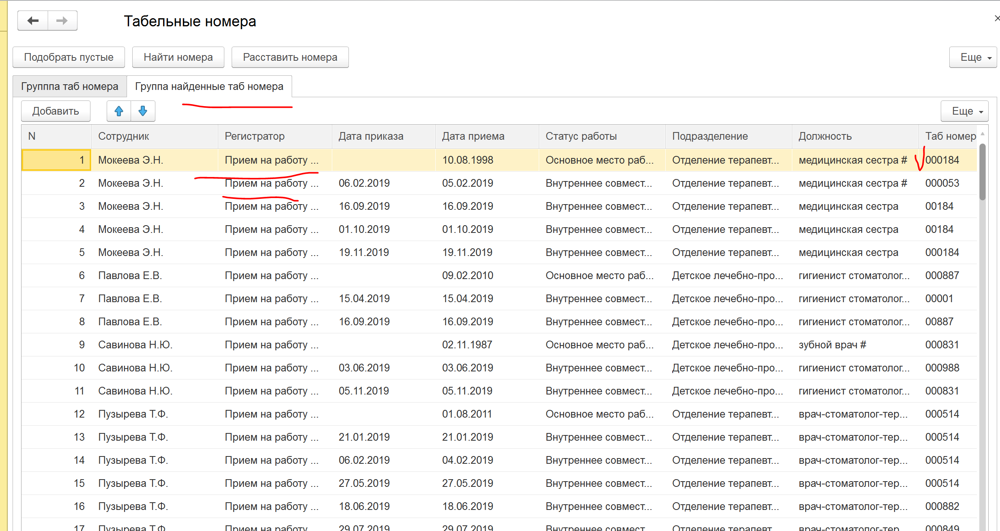 Табельные номера
Подобрать пустые Найти номера Расставить номера Еще
Групппа таб номера Группа найденные таб номера
Добавить Еще
N Сотрудник Регистратор Дата приказа Дата приема Статус работы Подразделение Должность Таб номер
1 Мокеева Э.Н. Прием на работу ... 10.08.1998 Основное место раб... Отделение терапевт... медицинская сестра # 000184
2 Мокеева Э.Н. Прием на работу ... 06.02.2019 05.02.2019 Внутреннее совмест... Отделение терапевт... медицинская сестра # 000053
3 Мокеева Э.Н. Прием на работу ... 16.09.2019 16.09.2019 Внутреннее совмест... Отделение терапевт... медицинская сестра 00184
4 Мокеева Э.Н. Прием на работу ... 01.10.2019 01.10.2019 Внутреннее совмест... Отделение терапевт... медицинская сестра 00184
5 Мокеева Э.Н. Прием на работу ... 19.11.2019 19.11.2019 Внутреннее совмест... Отделение терапевт... медицинская сестра 000184
6 Павлова Е.В. Прием на работу ... 09.02.2010 Основное место раб... Детское лечебно-про... гигиенист стоматолог... 000887
7 Павлова Е.В. Прием на работу ... 15.04.2019 15.04.2019 Внутреннее совмест... Детское лечебно-про... гигиенист стоматолог... 00001
8 Павлова Е.В. Прием на работу ... 16.09.2019 16.09.2019 Внутреннее совмест... Детское лечебно-про... гигиенист стоматолог... 00887
9 Савинова Н.Ю. Прием на работу ... 02.11.1987 Основное место раб... Детское лечебно-про... зубной врач # 000831
10 Савинова Н.Ю. Прием на работу ... 03.06.2019 03.06.2019 Внутреннее совмест... Детское лечебно-про... гигиенист стоматолог... 000988
11 Савинова Н.Ю. Прием на работу ... 05.11.2019 05.11.2019 Внутреннее совмест... Детское лечебно-про... гигиенист стоматолог... 000831
12 Пузырева Т.Ф. Прием на работу ... 01.08.2011 Основное место раб... Отделение терапевт... врач-стоматолог-тер... 000514
13 Пузырева Т.Ф. Прием на работу ... 21.01.2019 21.01.2019 Внутреннее совмест... Отделение терапевт... врач-стоматолог-тер... 000514
14 Пузырева Т.Ф. Прием на работу ... 06.02.2019 04.02.2019 Внутреннее совмест... Отделение терапевт... врач-стоматолог-тер... 000514
15 Пузырева Т.Ф. Прием на работу ... 27.05.2019 27.05.2019 Внутреннее совмест... Отделение терапевт... врач-стоматолог-тер... 000514
16 Пузырева Т.Ф. Прием на работу ... 18.06.2019 18.06.2019 Внутреннее совмест... Отделение терапевт... врач-стоматолог-тер... 000882
17 Пузырева Т.Ф. Прием на работу ... 29.07.2019 29.07.2019 Внутреннее совмест... Отделение терапевт... врач-стоматолог-тер... 000849